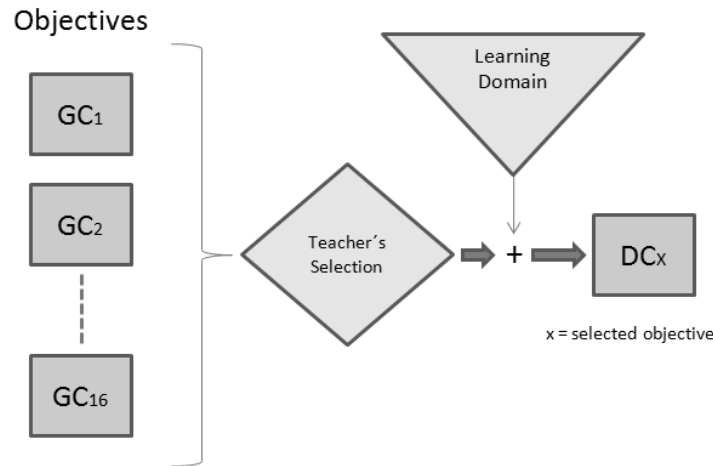 Objectives
GC1
GC2
GC16
Teacher´s
Selection
Learning
Domain
+
DCx
x = selected objective